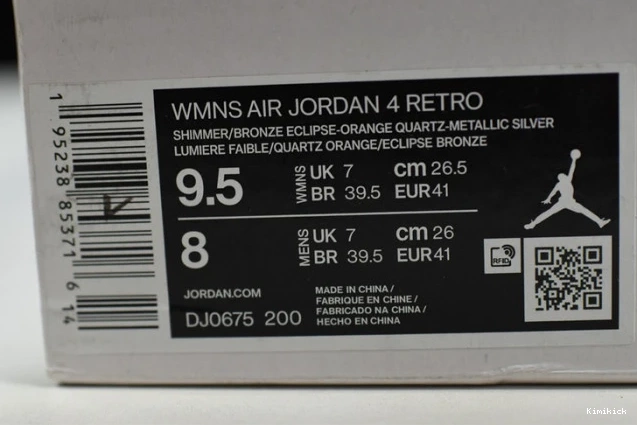 WMNS AIR JORDAN 4 RETRO
SHIMMER/BRONZE ECLIPSE-ORANGE QUARTZ-METALLIC SILVER
LUMIERE FAIBLE/QUARTZ ORANGE/ECLIPSE BRONZE
9.5 WMNS UK 7 cm 26.5
BR 39.5 EUR 41
8 MENS UK 7 cm 26
BR 39.5 EUR 41
RFID
JORDAN.COM
DJ0675 200
MADE IN CHINA /
FABRIQUE EN CHINE /
FABRICADO NA CHINA /
HECHO EN CHINA
1 95238 85371 6 14
Kimikich